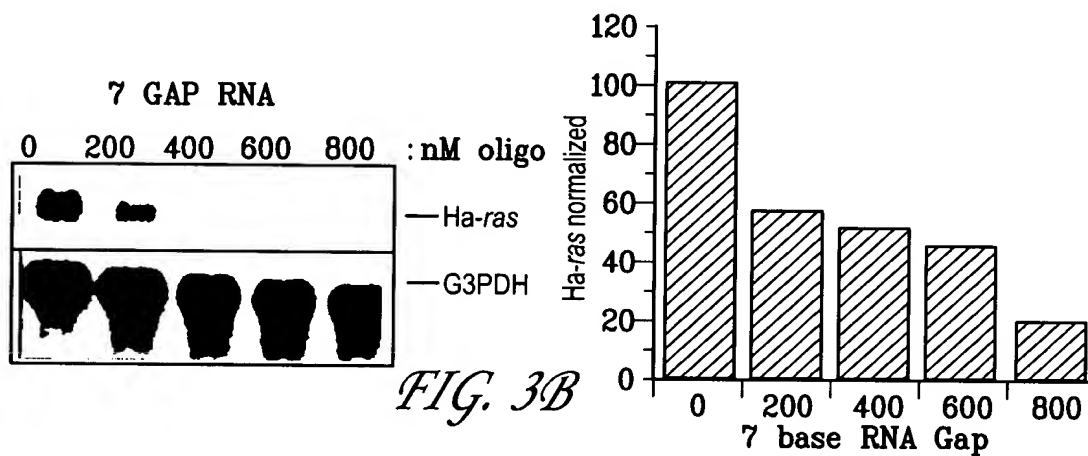 7 GAP RNA
0 200 400 600 800 :nM oligo
Ha-ras
G3PDH
FIG. 3B
Ha-ras normalized
120
100
80
60
40
20
0
0 200 400 600 800
7 base RNA Gap